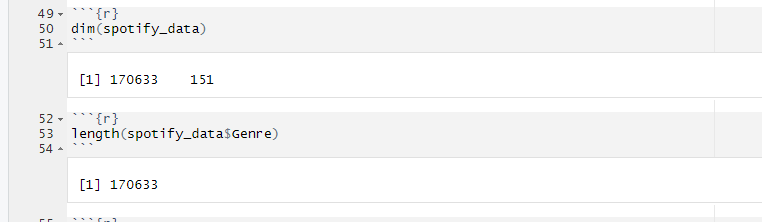 49 ```{r}
50 dim(spotify_data)
51 ```
[1] 170633    151
52 ```{r}
53 length(spotify_data$Genre)
54 ```
[1] 170633
55 ```{r}